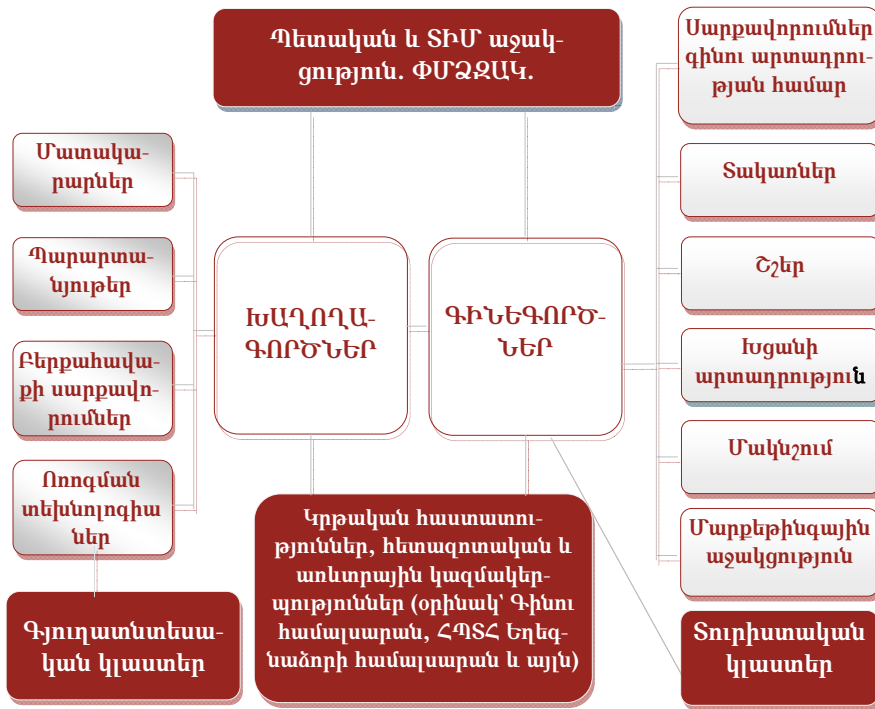 Պետական և ՏԻՄ աջակ-
ցություն. ՓՄՁԶԱԿ.
Մատակա-
րարներ
Պարարտա-
նյութեր
Բերքահավա-
քի սարքավո-
րումներ
Ոռոգման
տեխնոլոգիա
ներ
Գյուղատնտեսա-
կան կլաստեր
ԽԱՂՈՂԱ-
ԳՈՐԾՆԵՐ
ԳԻՆԵԳՈՐԾ-
ՆԵՐ
Կրթական հաստատու-
թյուններ, հետազոտական և
առևտրային կազմակեր-
պություններ (օրինակ՝ Գինու
համալսարան, ՀՊՏՀ Եղեգ-
նաձորի համալսարան և այլն)
Սարքավորումներ
գինու արտադրու-
թյան համար
Տակառներ
Շշեր
Խցանի
արտադրություն
Մակնշում
Մարքեթինգային
աջակցություն
Տուրիստական
կլաստեր